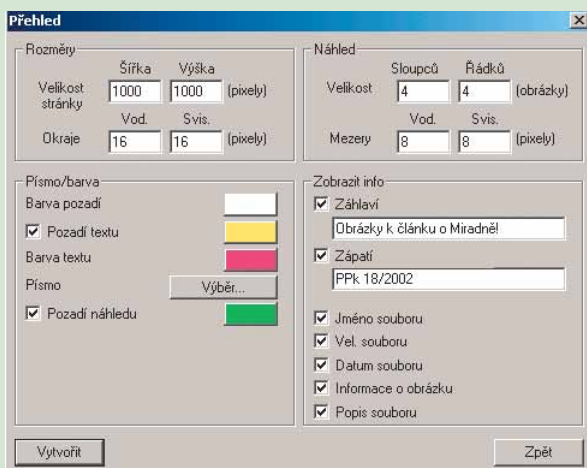 Přehled
Rozměry
Šířka Výška
Velikost stránky 1000 1000 (pixely)
Vod. Svis.
Okraje 16 16 (pixely)
Náhled
Sloupců Řádků
Velikost 4 4 (obrázky)
Vod. Svis.
Mezery 8 8 (pixely)
Písmo/barva
Barva pozadí
Pozadí textu
Barva textu
Písmo Výběr...
Pozadí náhledu
Zobrazit info
Záhlaví
Obrázky k článku o Miradně!
Zápatí
PPk 18/2002
Jméno souboru
Vel. souboru
Datum souboru
Informace o obrázku
Popis souboru
Vytvořit Zpět